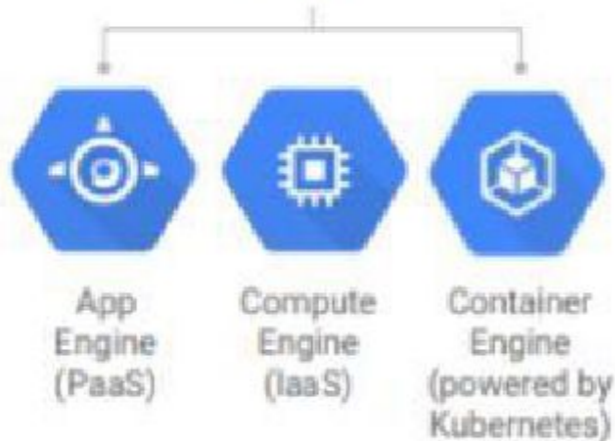 App
Engine
(PaaS)
Compute
Engine
(IaaS)
Container
Engine
(powered by
Kubernetes)